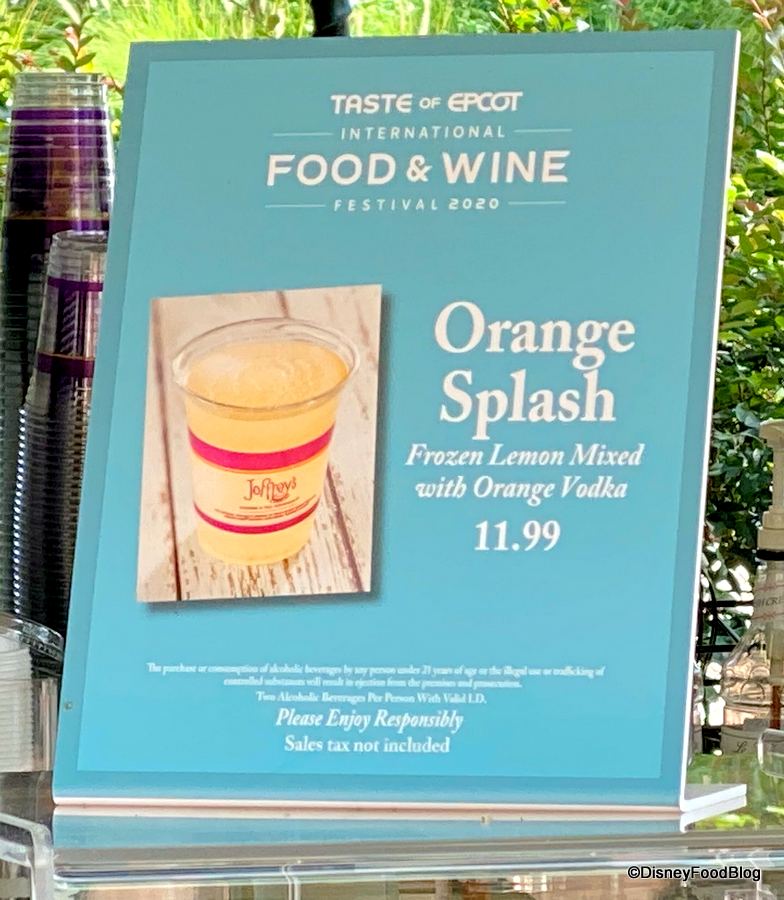 TASTE OF EPCOT
INTERNATIONAL
FOOD & WINE
FESTIVAL 2020
Orange
Splash
Frozen Lemon Mixed
with Orange Vodka
11.99
Joffrey's
The purchase or consumption of alcoholic beverages by any person under 21 years of age or the illegal use or trafficking of
controlled substances will result in ejection from the premises and prosecution.
Two Alcoholic Beverages Per Person With Valid I.D.
Please Enjoy Responsibly
Sales tax not included
©DisneyFoodBlog